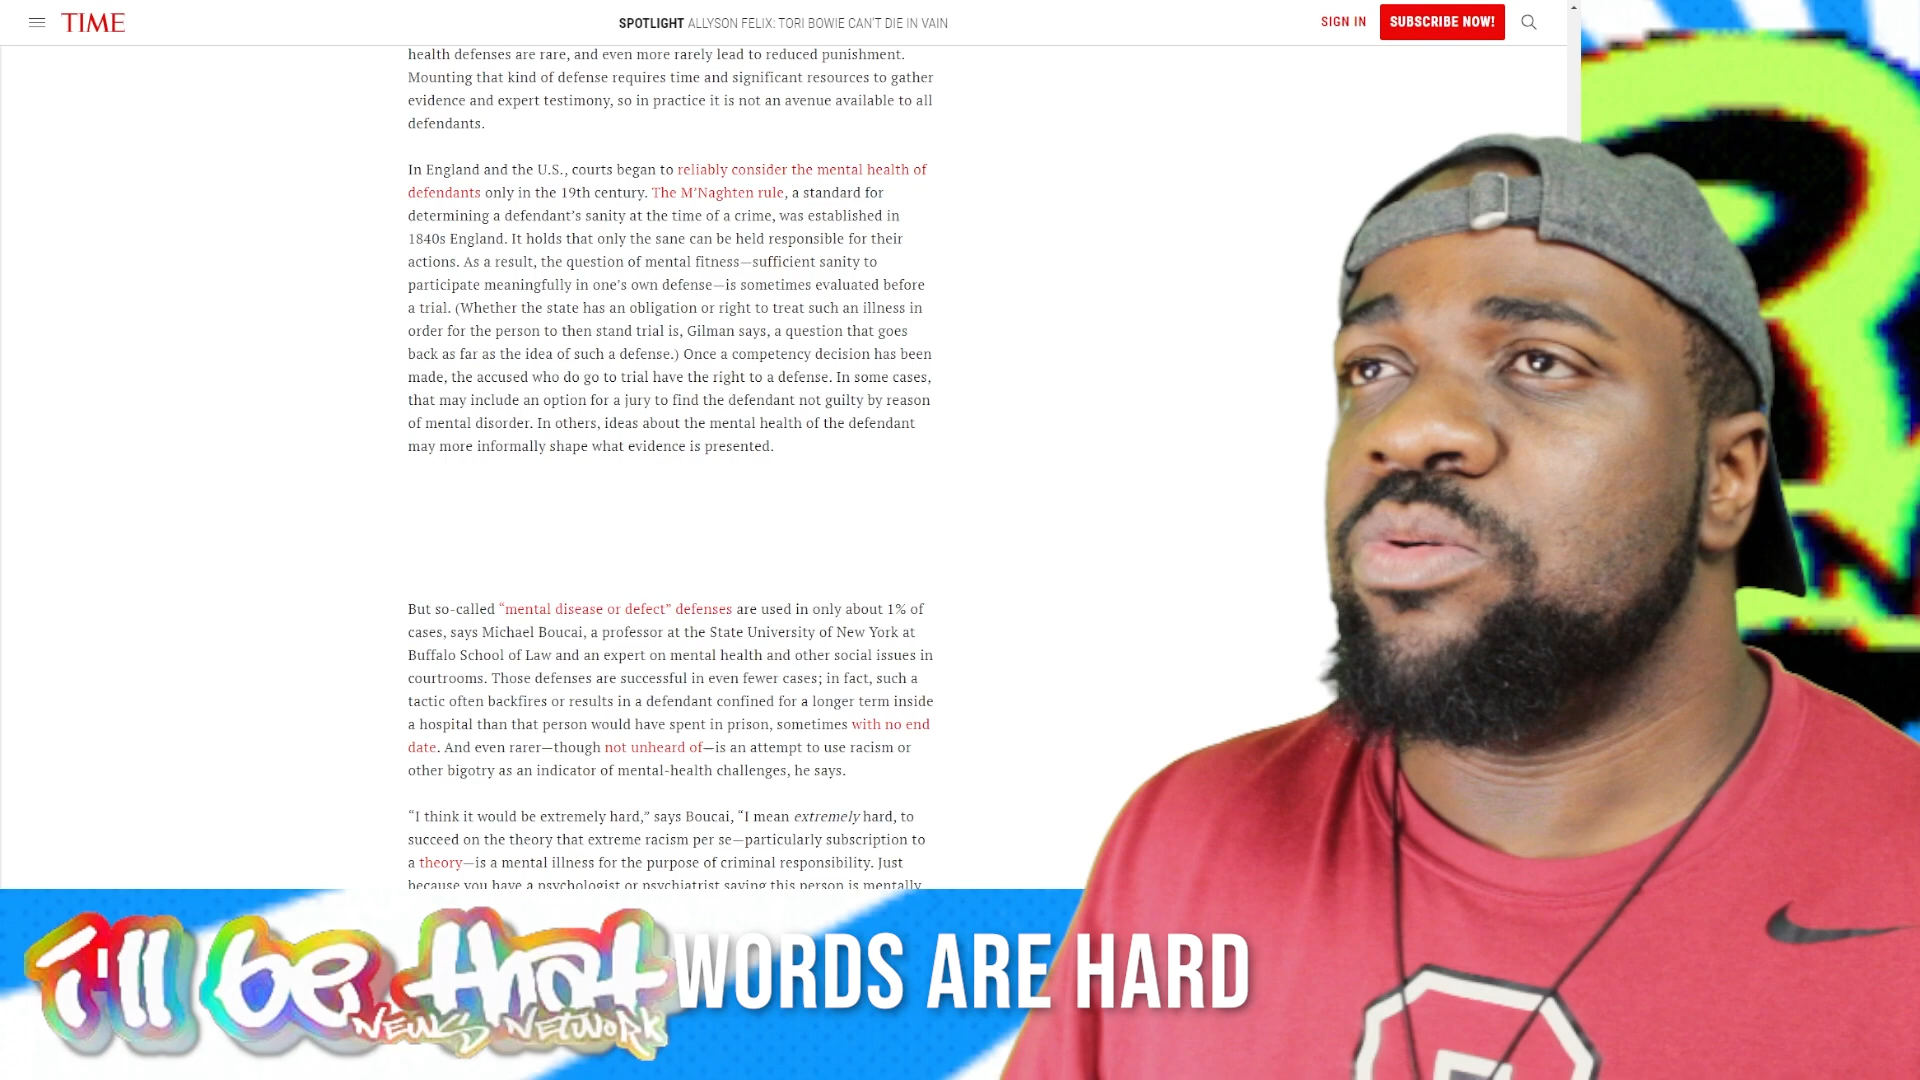 TIME
SPOTLIGHT ALLYSON FELIX: TORI BOWIE CAN'T DIE IN VAIN
SIGN IN
SUBSCRIBE NOW!
health defenses are rare, and even more rarely lead to reduced punishment.
Mounting that kind of defense requires time and significant resources to gather
evidence and expert testimony, so in practice it is not an avenue available to all
defendants.
In England and the U.S., courts began to reliably consider the mental health of
defendants only in the 19th century. The M’Naghten rule, a standard for
determining a defendant’s sanity at the time of a crime, was established in
1840s England. It holds that only the sane can be held responsible for their
actions. As a result, the question of mental fitness—sufficient sanity to
participate meaningfully in one’s own defense—is sometimes evaluated before
a trial. (Whether the state has an obligation or right to treat such an illness in
order for the person to then stand trial is, Gilman says, a question that goes
back as far as the idea of such a defense.) Once a competency decision has been
made, the accused who do go to trial have the right to a defense. In some cases,
that may include an option for a jury to find the defendant not guilty by reason
of mental disorder. In others, ideas about the mental health of the defendant
may more informally shape what evidence is presented.
But so-called “mental disease or defect” defenses are used in only about 1% of
cases, says Michael Boucai, a professor at the State University of New York at
Buffalo School of Law and an expert on mental health and other social issues in
courtrooms. Those defenses are successful in even fewer cases; in fact, such a
tactic often backfires or results in a defendant confined for a longer term inside
a hospital than that person would have spent in prison, sometimes with no end
date. And even rarer—though not unheard of—is an attempt to use racism or
other bigotry as an indicator of mental-health challenges, he says.
“I think it would be extremely hard,” says Boucai, “I mean extremely hard, to
succeed on the theory that extreme racism per se—particularly subscription to
a theory—is a mental illness for the purpose of criminal responsibility. Just
because you have a psychologist or psychiatrist saying this person is mentally
i'll be that
NEWS NETWORK
WORDS ARE HARD